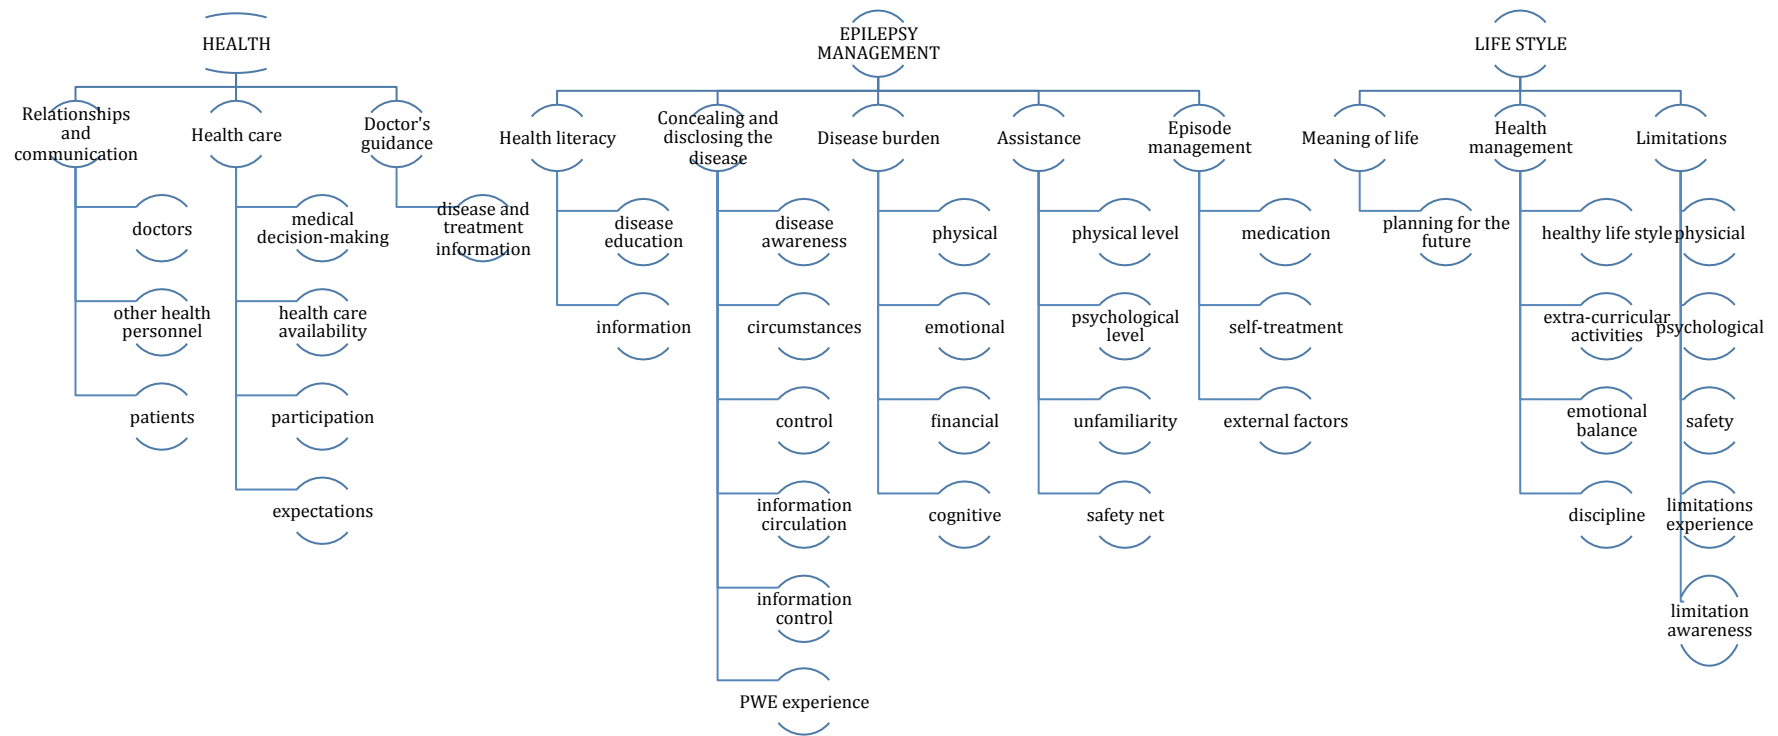 HEALTH
Relationships
and
communication
doctors
other health
personnel
patients
Health care
medical
decision-making
health care
availability
participation
expectations
Doctor's
guidance
disease and
treatment
information
EPILEPSY
MANAGEMENT
Health literacy
disease
education
information
Concealing and
disclosing the
disease
disease
awareness
circumstances
control
information
circulation
information
control
PWE experience
Disease burden
physical
emotional
financial
cognitive
Assistance
physical level
psychological
level
unfamiliarity
safety net
Episode
management
medication
self-treatment
external factors
LIFE STYLE
Meaning of life
planning for the
future
Health
management
healthy life style
extra-curricular
activities
emotional
balance
discipline
Limitations
physicial
psychological
safety
limitations
experience
limitation
awareness